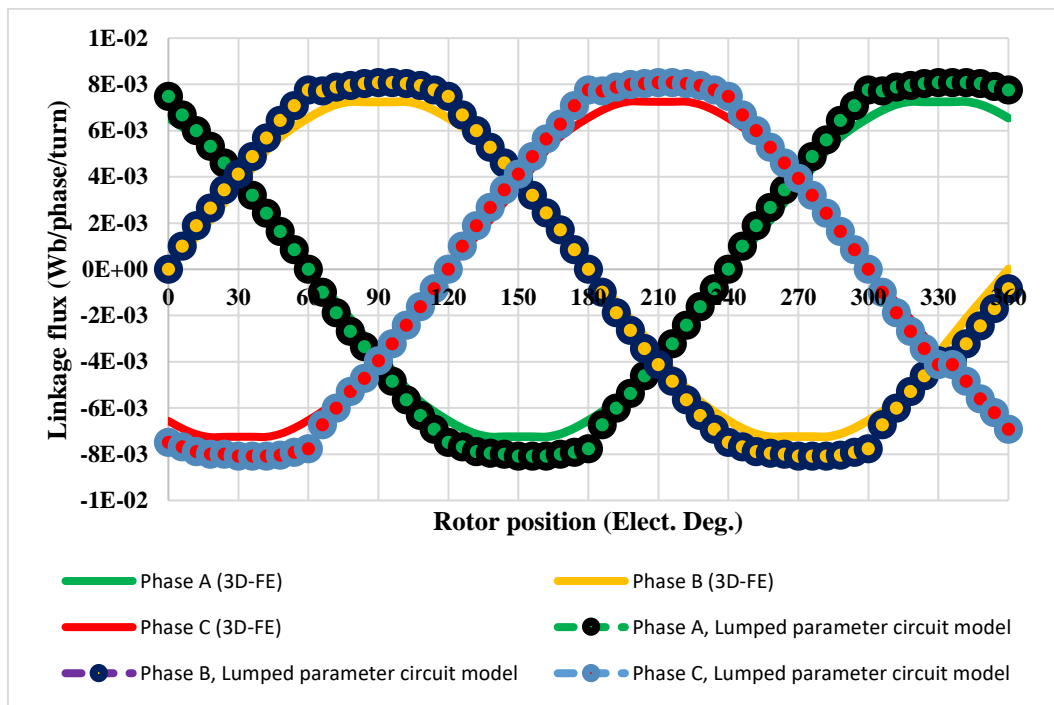 1E-02
8E-03
6E-03
4E-03
2E-03
0E+00
-2E-03
-4E-03
-6E-03
-8E-03
-1E-02
Linkage flux (Wb/phase/turn)
0 30 60 90 120 150 180 210 240 270 300 330 360
Rotor position (Elect. Deg.)
Phase A (3D-FE) Phase B (3D-FE)
Phase C (3D-FE) Phase A, Lumped parameter circuit model
Phase B, Lumped parameter circuit model Phase C, Lumped parameter circuit model